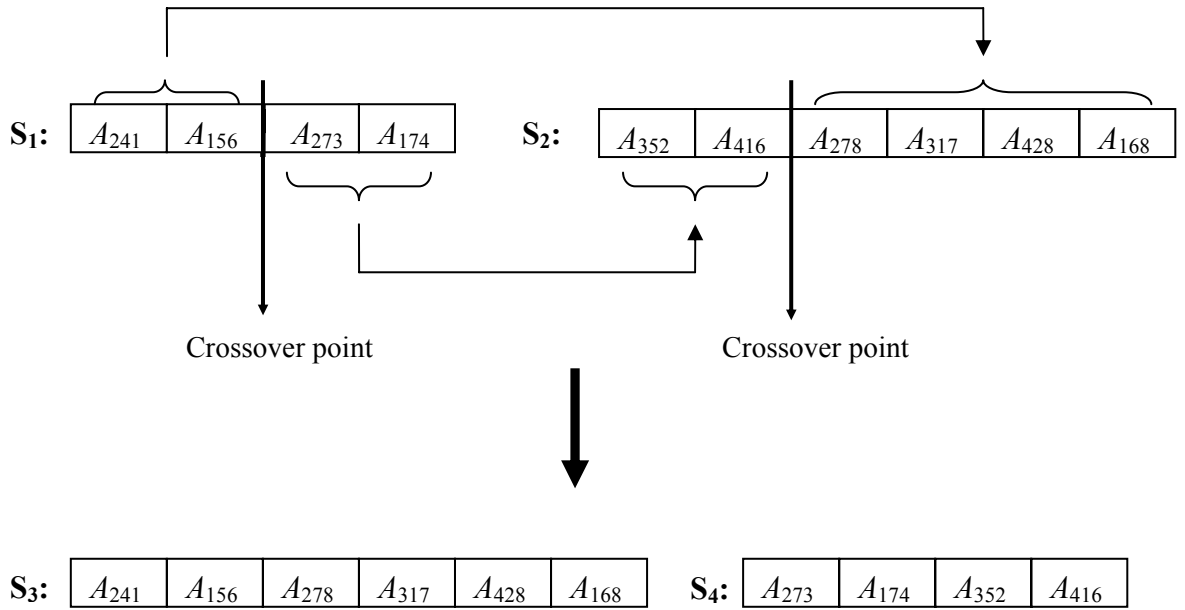 S₁: A₂₄₁ A₁₅₆ A₂₇₃ A₁₇₄ S₂: A₃₅₂ A₄₁₆ A₂₇₈ A₃₁₇ A₄₂₈ A₁₆₈
Crossover point Crossover point
S₃: A₂₄₁ A₁₅₆ A₂₇₈ A₃₁₇ A₄₂₈ A₁₆₈ S₄: A₂₇₃ A₁₇₄ A₃₅₂ A₄₁₆